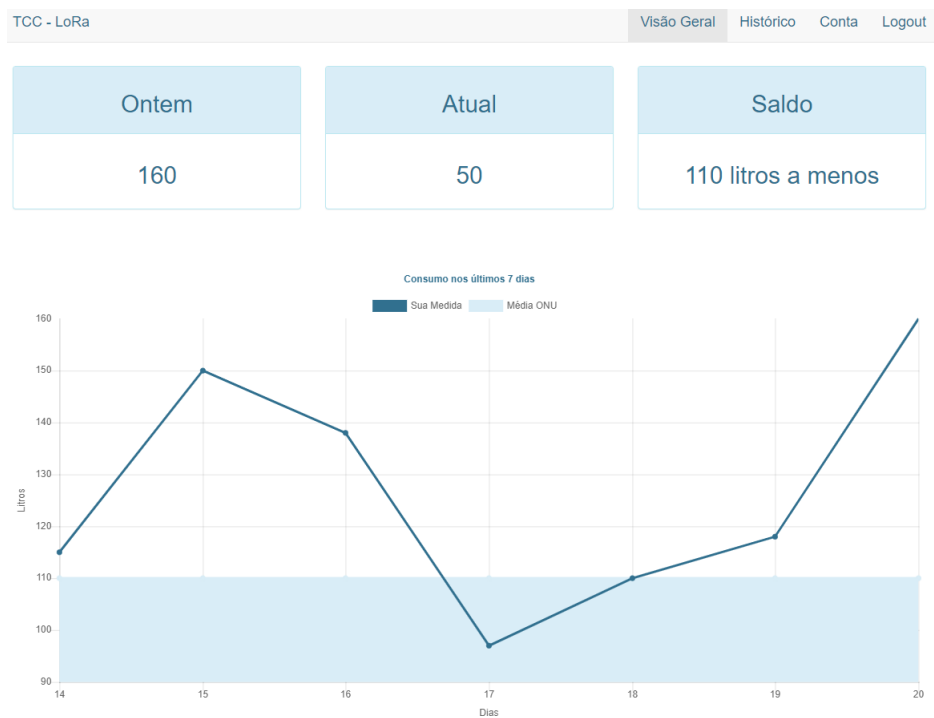 TCC - LoRa Visão Geral Histórico Conta Logout
Ontem Atual Saldo
160 50 110 litros a menos
Consumo nos últimos 7 dias
Sua Medida Média ONU
160
150
140
130
120
110
100
90
Litros
14 15 16 17 18 19 20
Dias